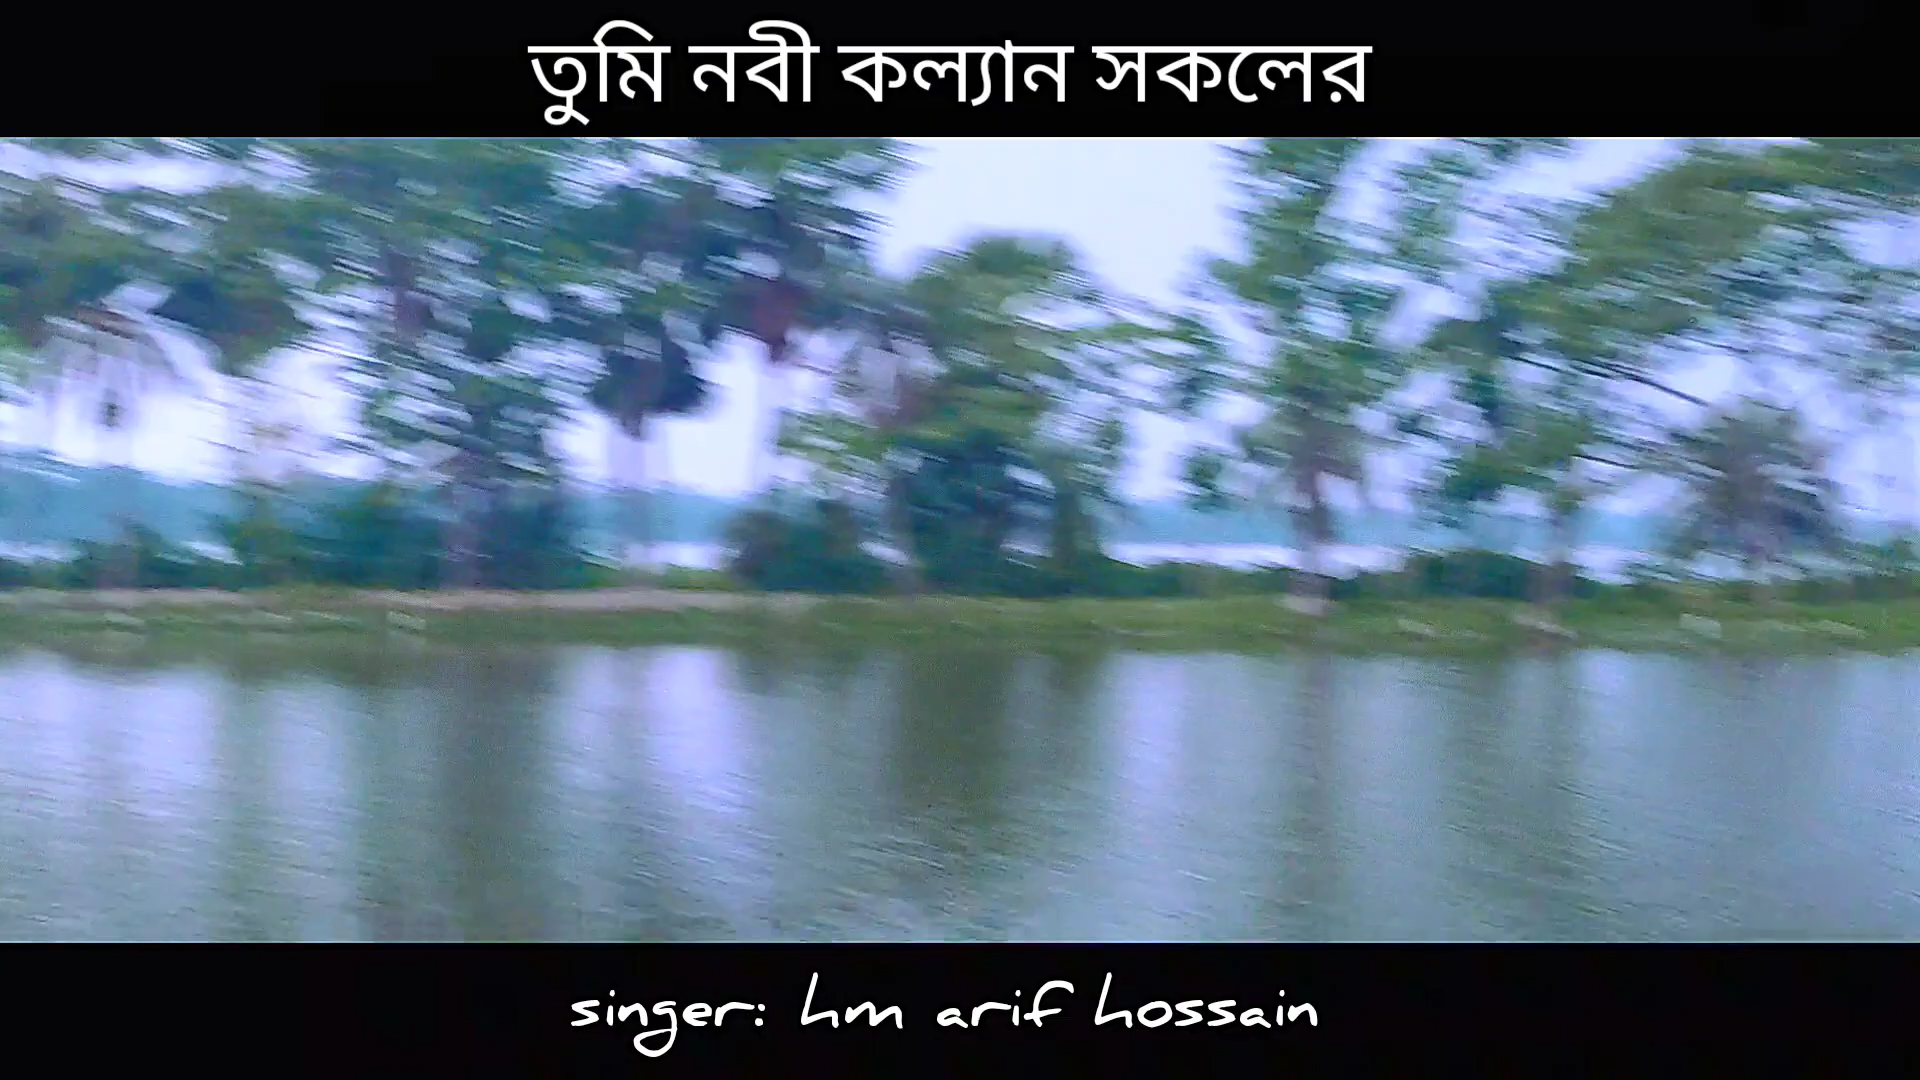 তুমি নবী কল্যান সকলের
singer: hm arif hossain